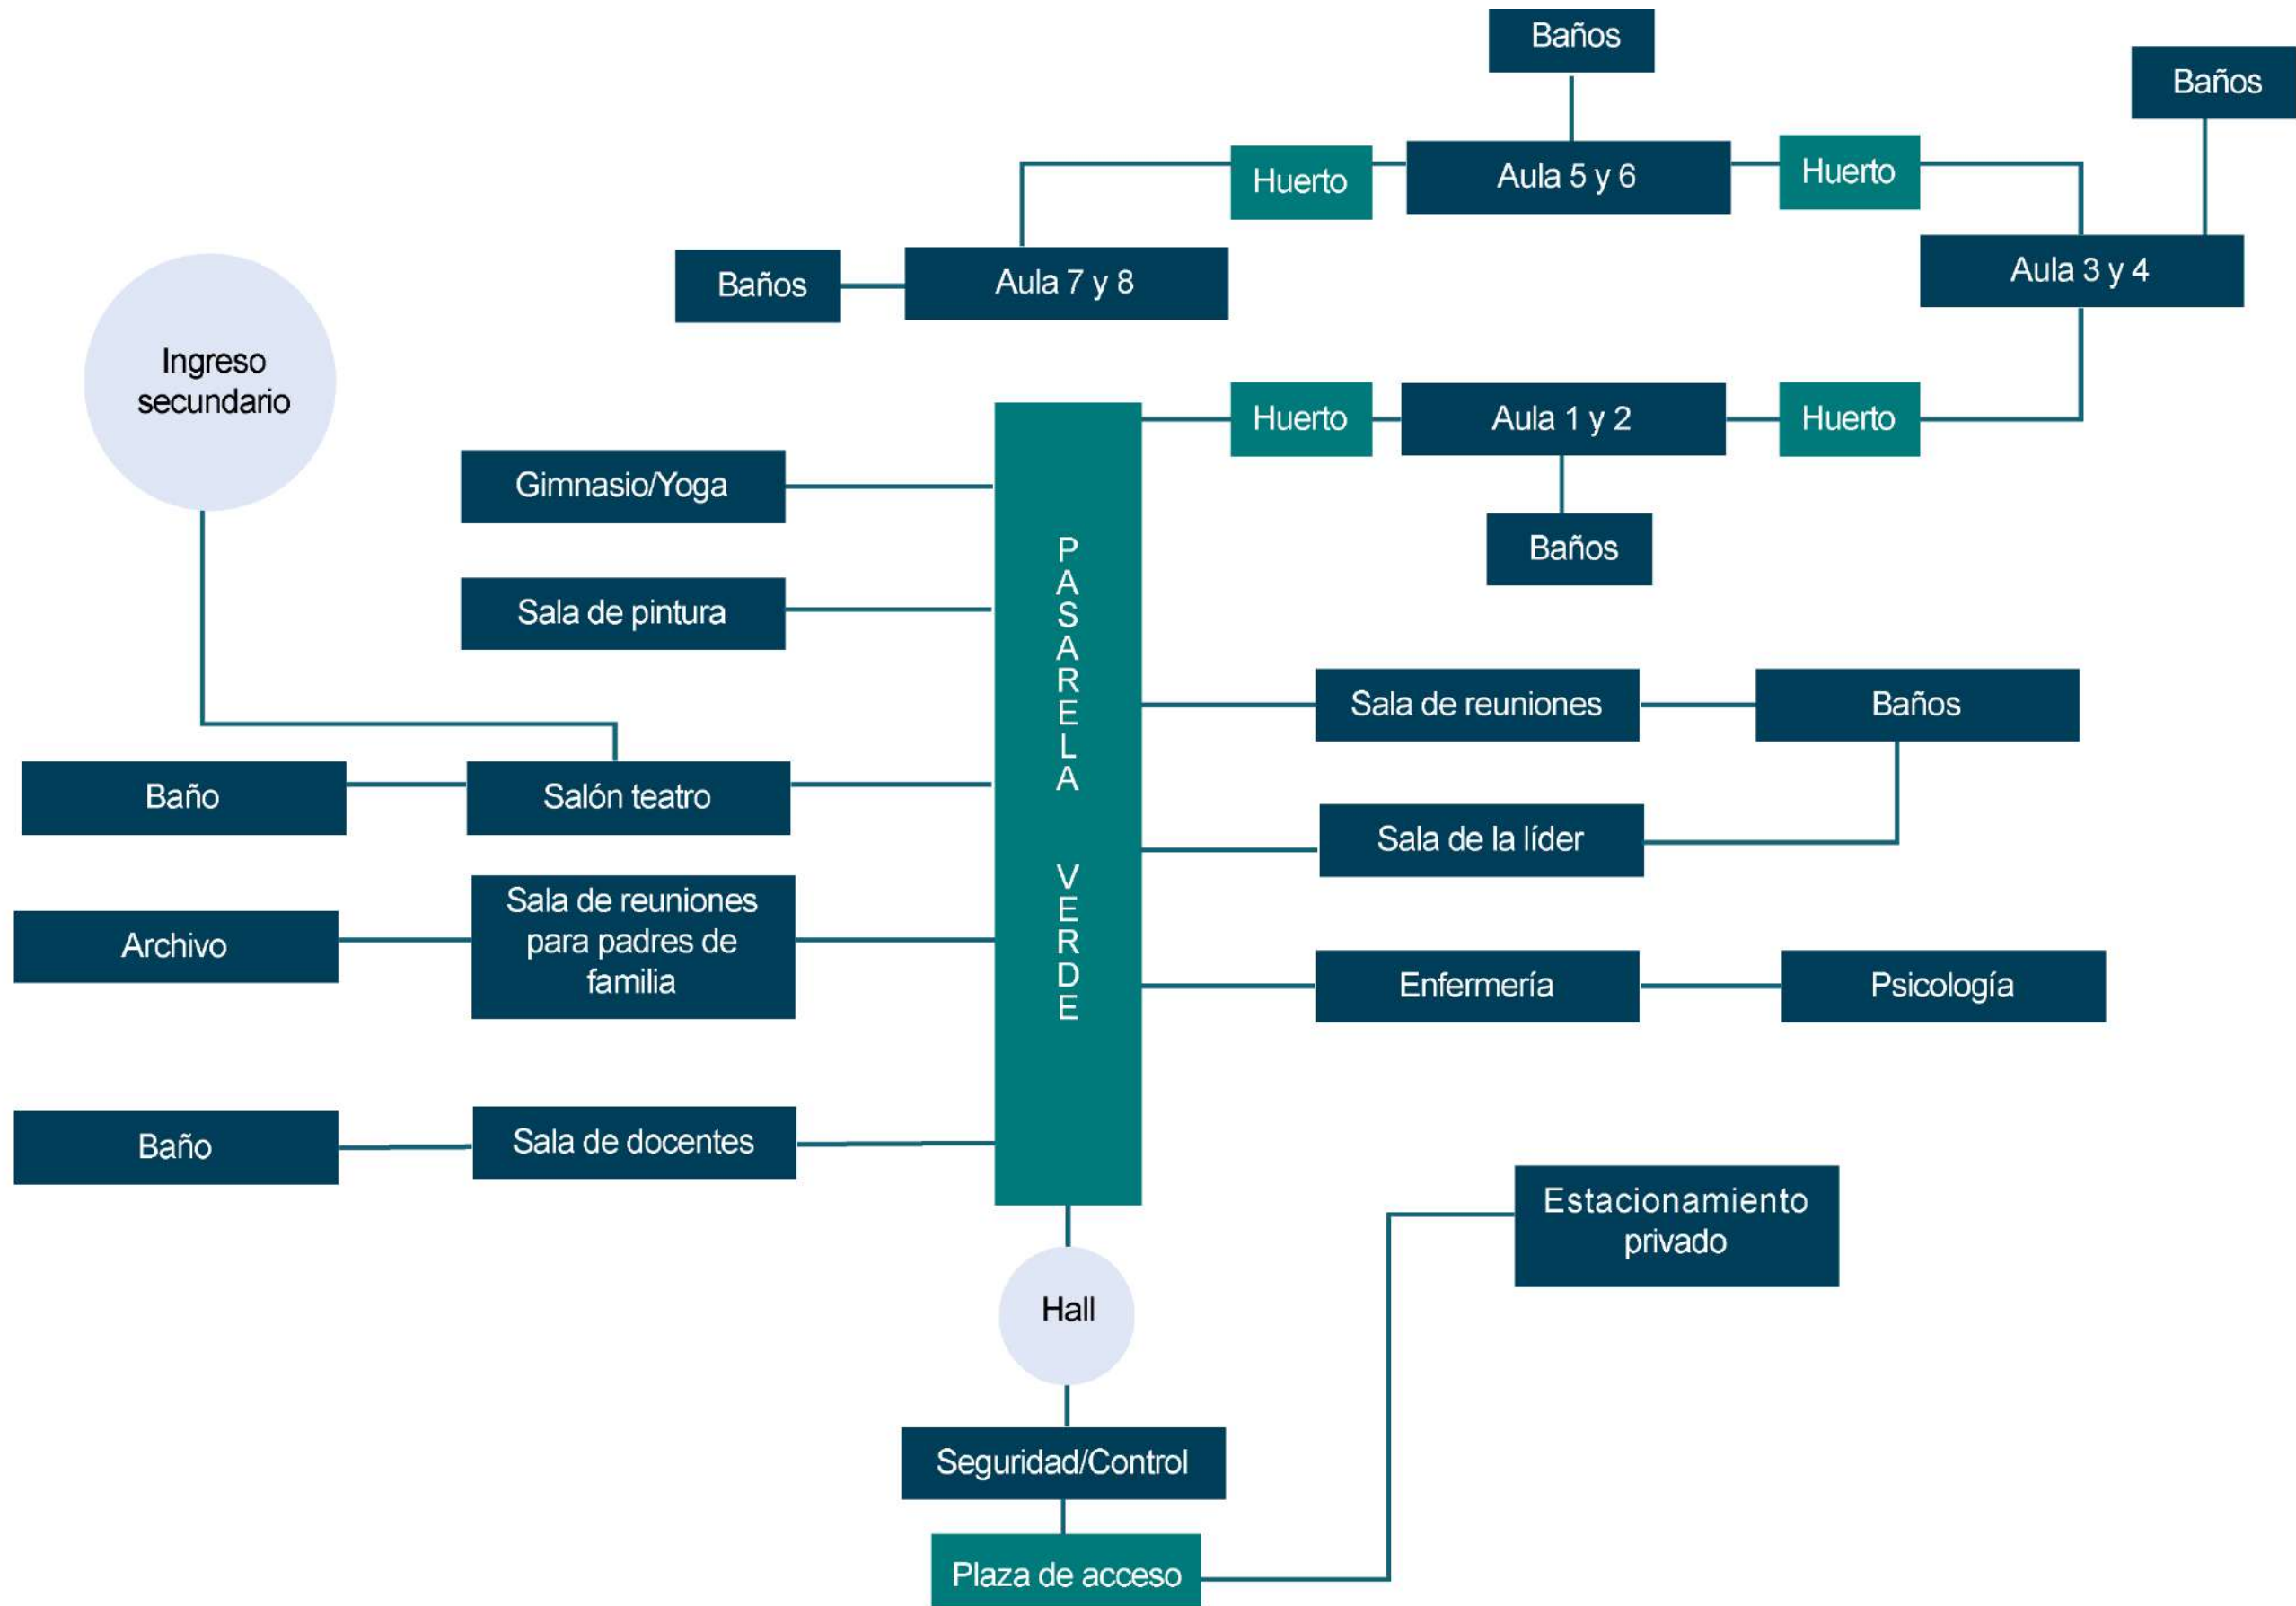 Baños
Baños
Huerto
Aula 5 y 6
Huerto
Baños
Aula 7 y 8
Aula 3 y 4
Ingreso
secundario
Huerto
Aula 1 y 2
Huerto
Gimnasio/Yoga
Baños
Sala de pintura
PASARELA VERDE
Sala de reuniones
Baños
Baño
Salón teatro
Sala de la líder
Archivo
Sala de reuniones
para padres de
familia
Enfermería
Psicología
Baño
Sala de docentes
Estacionamiento
privado
Hall
Seguridad/Control
Plaza de acceso